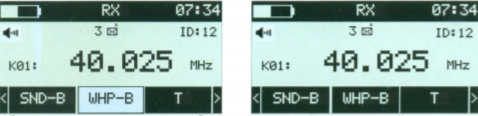 RX 07:34
3 ID:12
K01: 40.025 MHz
< SND-B WHP-B T >
RX 07:34
3 ID:12
K01: 40.025 MHz
< SND-B WHP-B T >